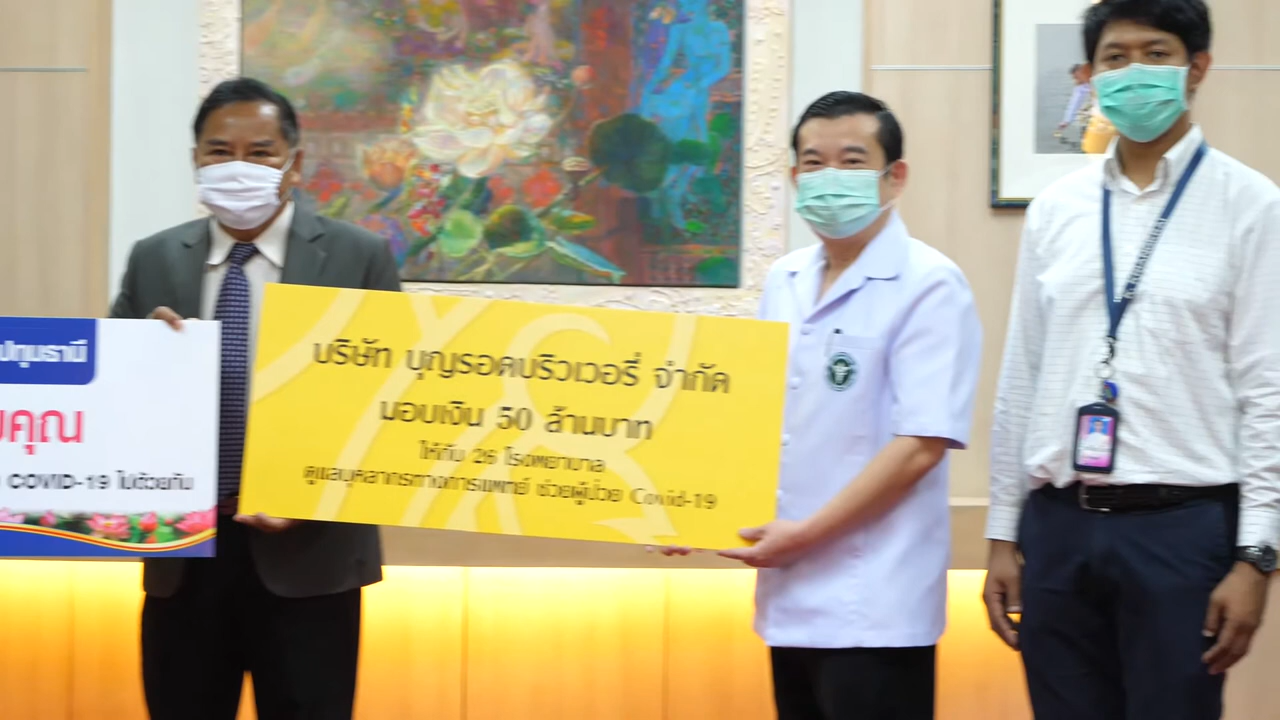 ปทุมธานี
คุณ
COVID-19 ไปด้วยกัน
บริษัท บุญรอดบริวเวอรี่ จำกัด
มอบเงิน 50 ล้านบาท
ให้กับ 26 โรงพยาบาล
ดูแลบุคลากรทางการแพทย์ ช่วยผู้ป่วย Covid-19